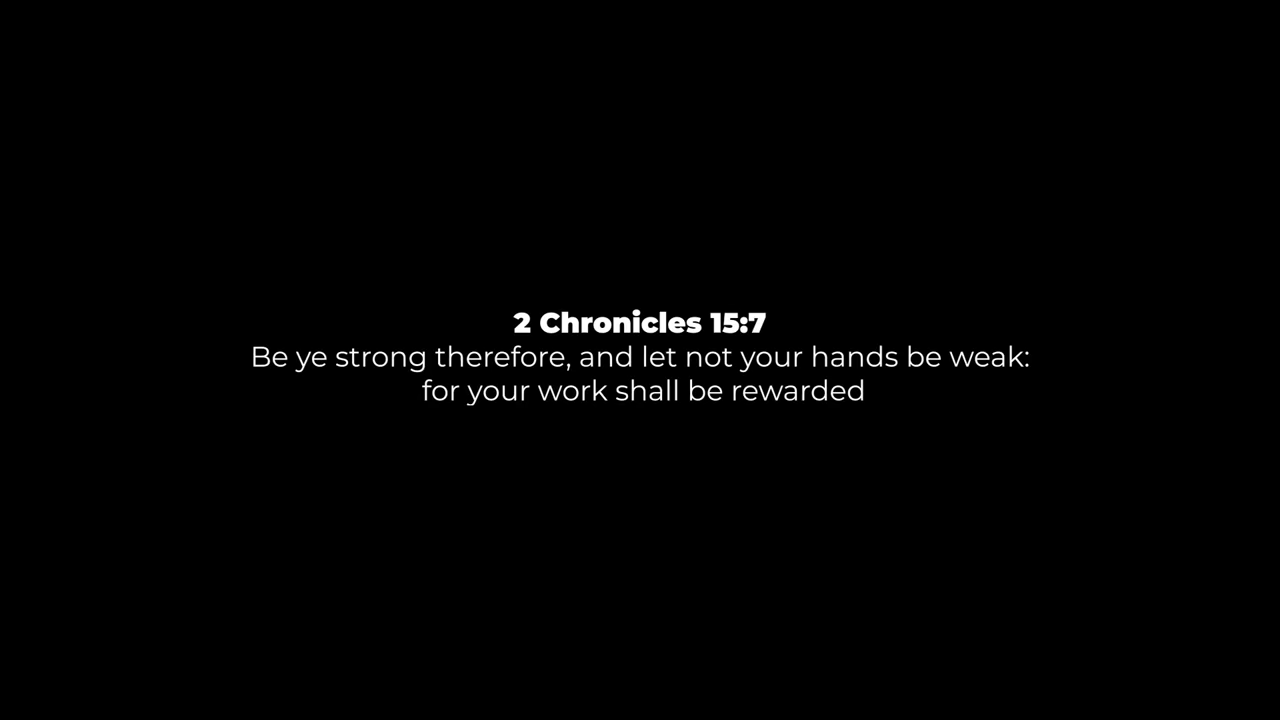 2 Chronicles 15:7
Be ye strong therefore, and let not your hands be weak:
for your work shall be rewarded